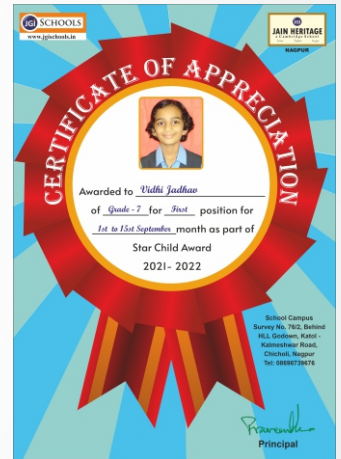 JGI SCHOOLS
www.jgischools.in
JGI
JAIN HERITAGE
a Cambridge School
NAGPUR
CERTIFICATE OF APPRECIATION
Awarded to Vidhi Jadhav
of Grade - 7 for First position for
1st to 15st September month as part of
Star Child Award
2021- 2022
School Campus
Survey No. 76/2, Behind
HLL Godown, Katol -
Kalmeshwar Road,
Chicholi, Nagpur
Tel: 08698739676
Principal